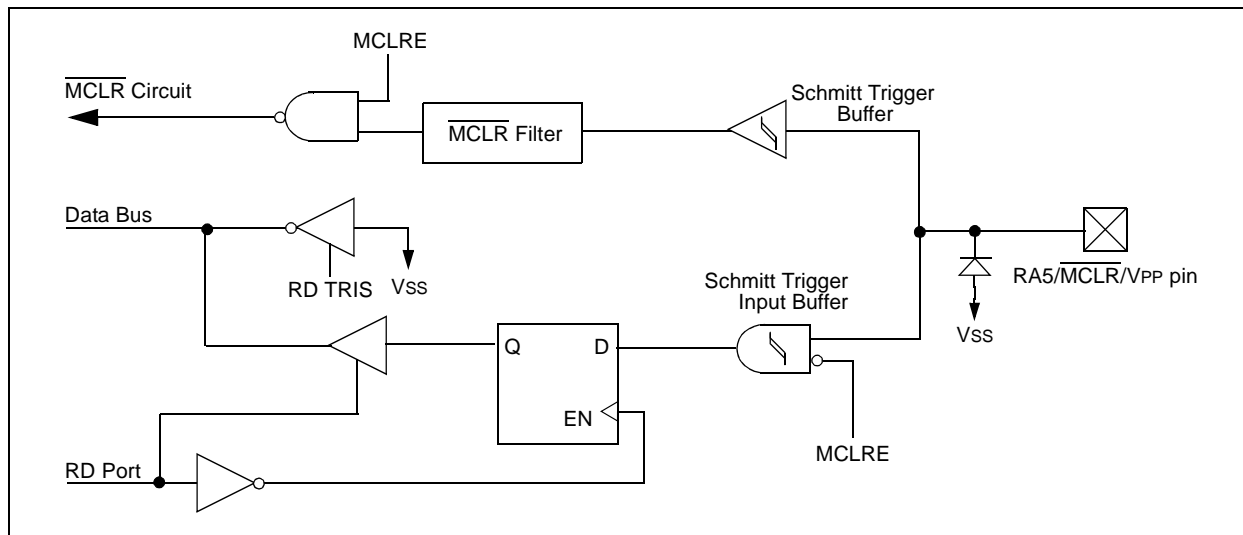 MCLRE
MCLR Circuit
Schmitt Trigger
Buffer
MCLR Filter
Data Bus
RD TRIS
VSS
RA5/MCLR/VPP pin
Schmitt Trigger
Input Buffer
VSS
Q
D
EN
MCLRE
RD Port